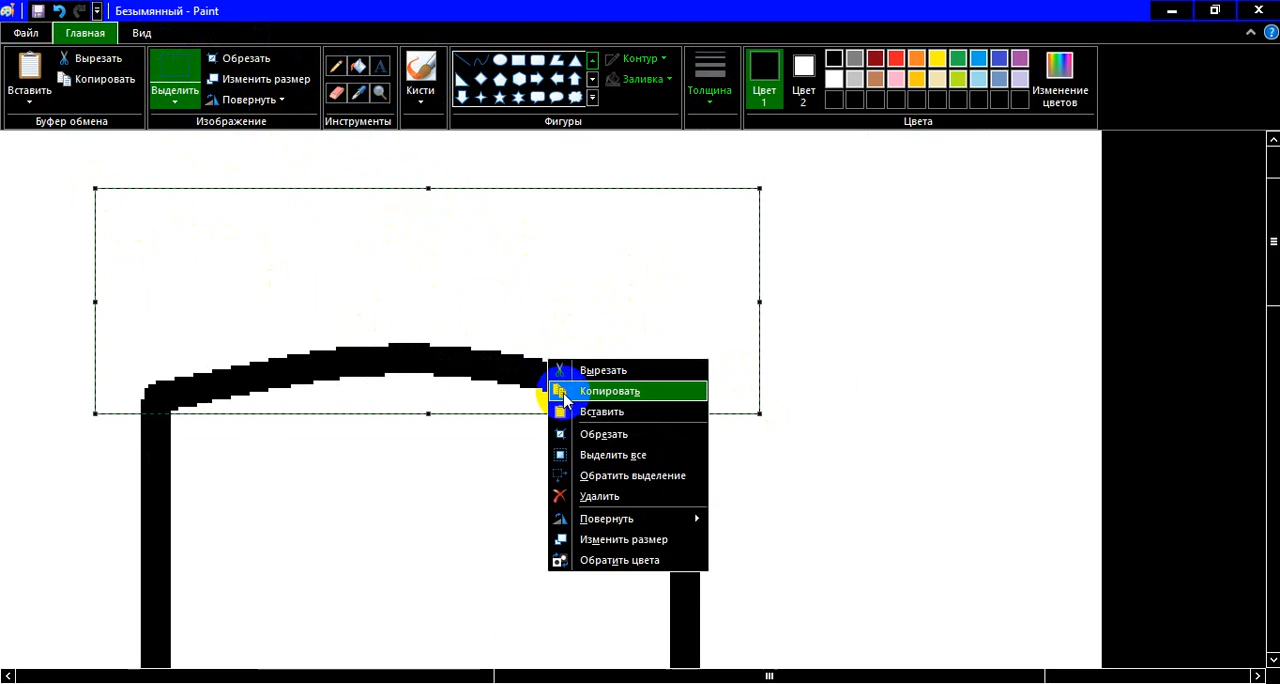 Безымянный - Paint
Файл
Главная
Вид
Вставить
Вырезать
Копировать
Буфер обмена
Выделить
Обрезать
Изменить размер
Повернуть
Изображение
A
Инструменты
Кисти
Контур
Заливка
Фигуры
Толщина
Цвет 1
Цвет 2
Изменение цветов
Цвета
Вырезать
Копировать
Вставить
Обрезать
Выделить все
Обратить выделение
Удалить
Повернуть
Изменить размер
Обратить цвета